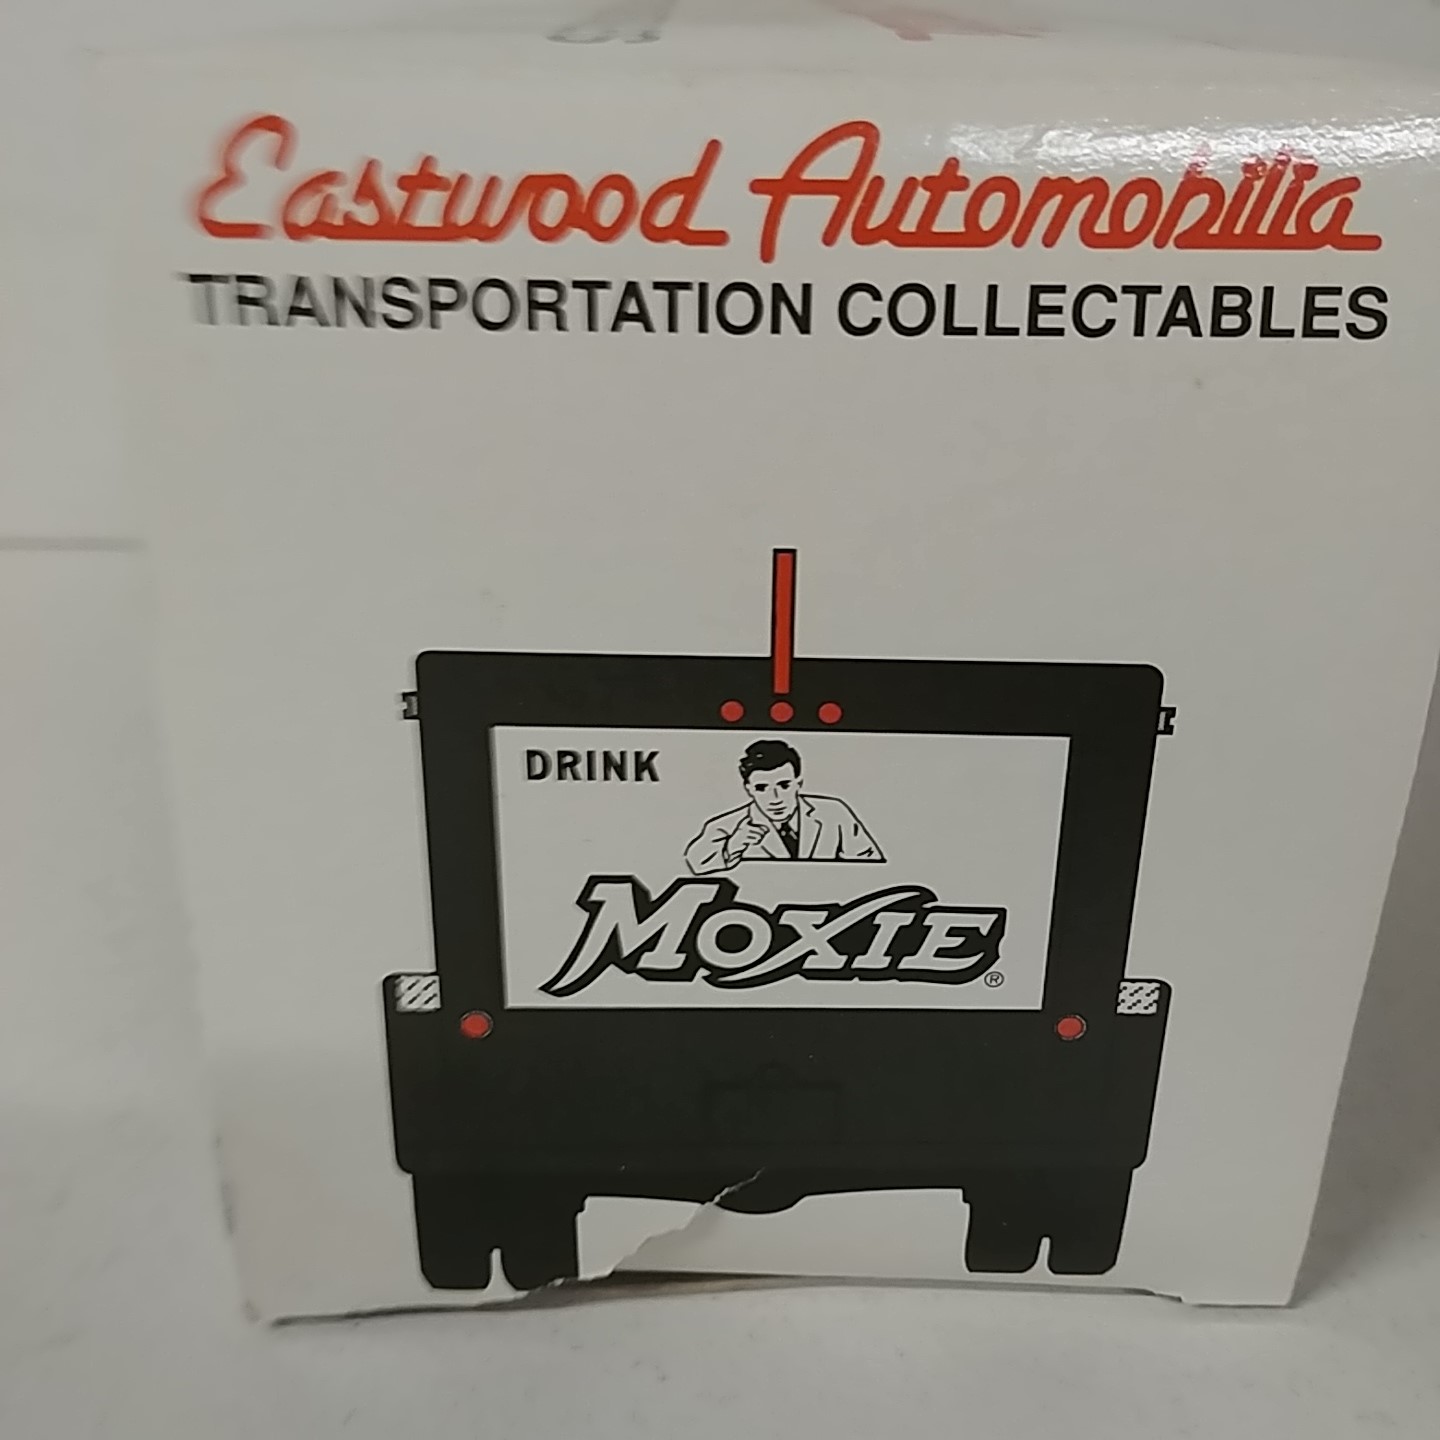 Eastwood Automobilia
TRANSPORTATION COLLECTABLES
DRINK
MOXIE®